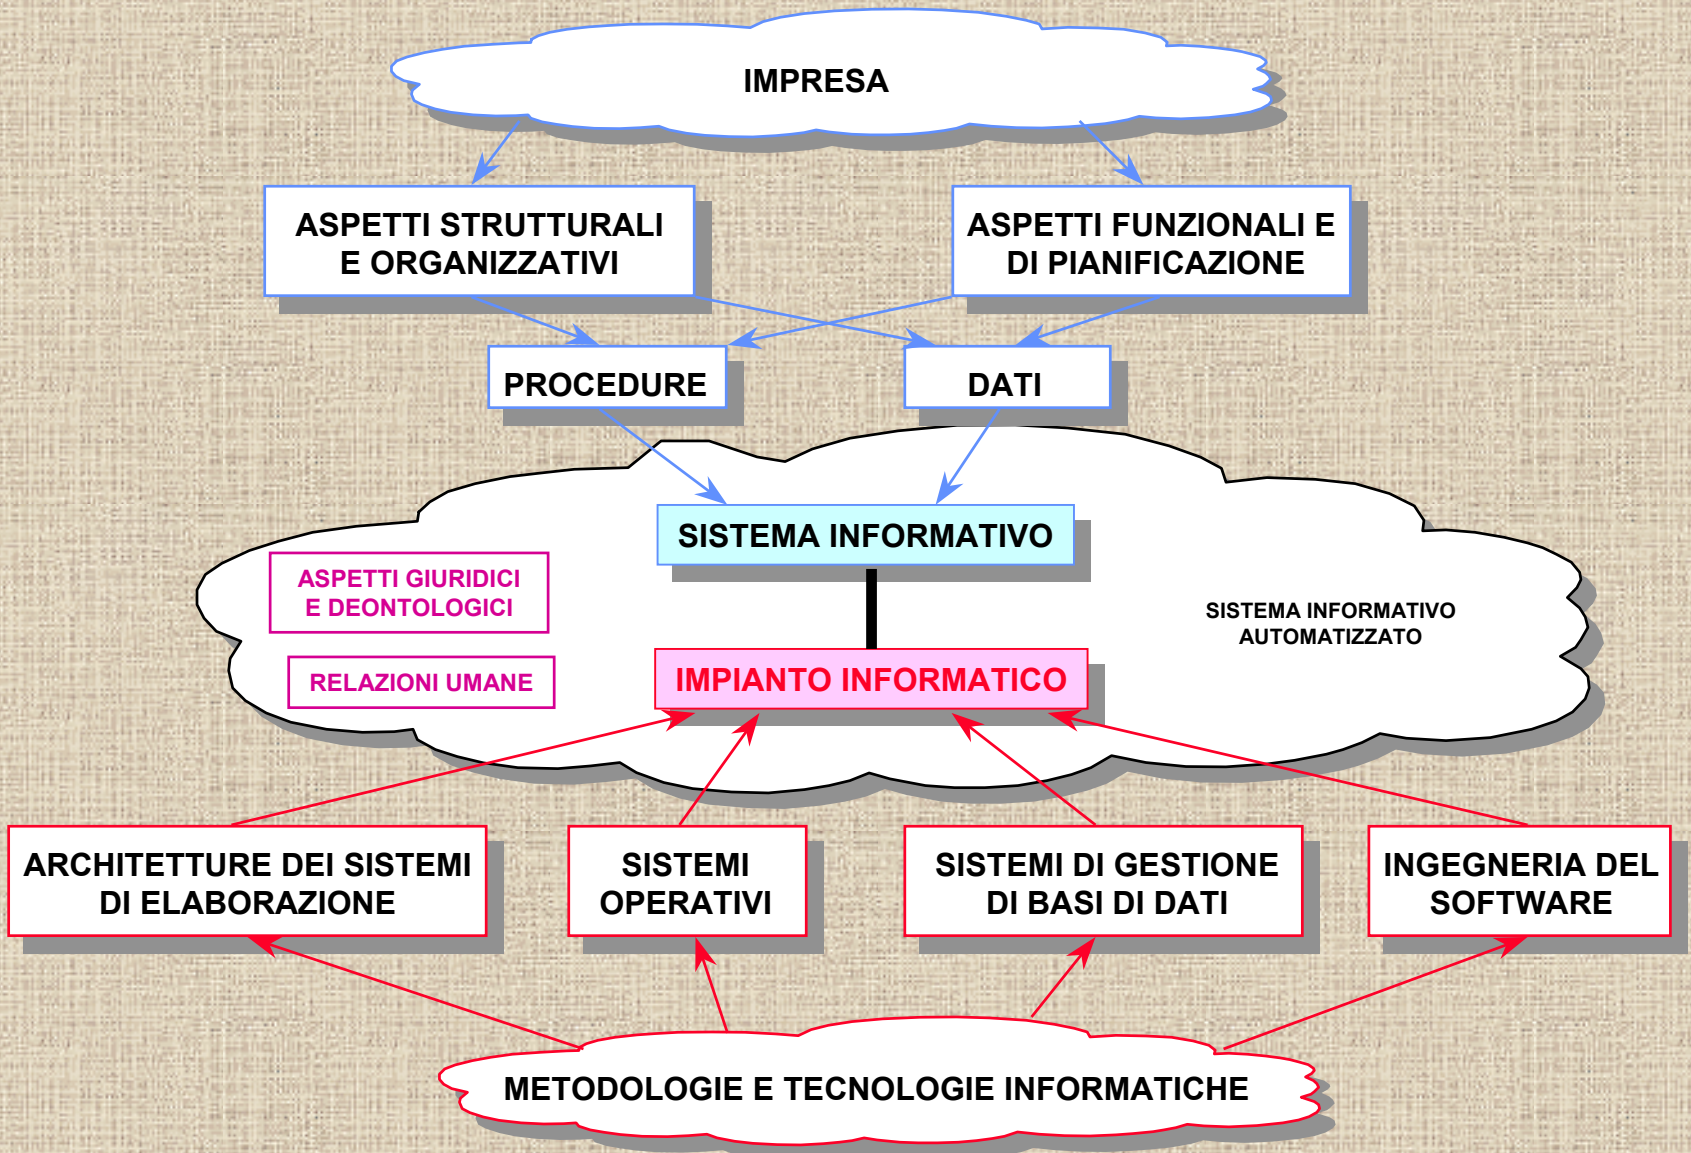 IMPRESA
ASPETTI STRUTTURALI
E ORGANIZZATIVI
ASPETTI FUNZIONALI E
DI PIANIFICAZIONE
PROCEDURE
DATI
SISTEMA INFORMATIVO
ASPETTI GIURIDICI
E DEONTOLOGICI
SISTEMA INFORMATIVO
AUTOMATIZZATO
RELAZIONI UMANE
IMPIANTO INFORMATICO
ARCHITETTURE DEI SISTEMI
DI ELABORAZIONE
SISTEMI
OPERATIVI
SISTEMI DI GESTIONE
DI BASI DI DATI
INGEGNERIA DEL
SOFTWARE
METODOLOGIE E TECNOLOGIE INFORMATICHE